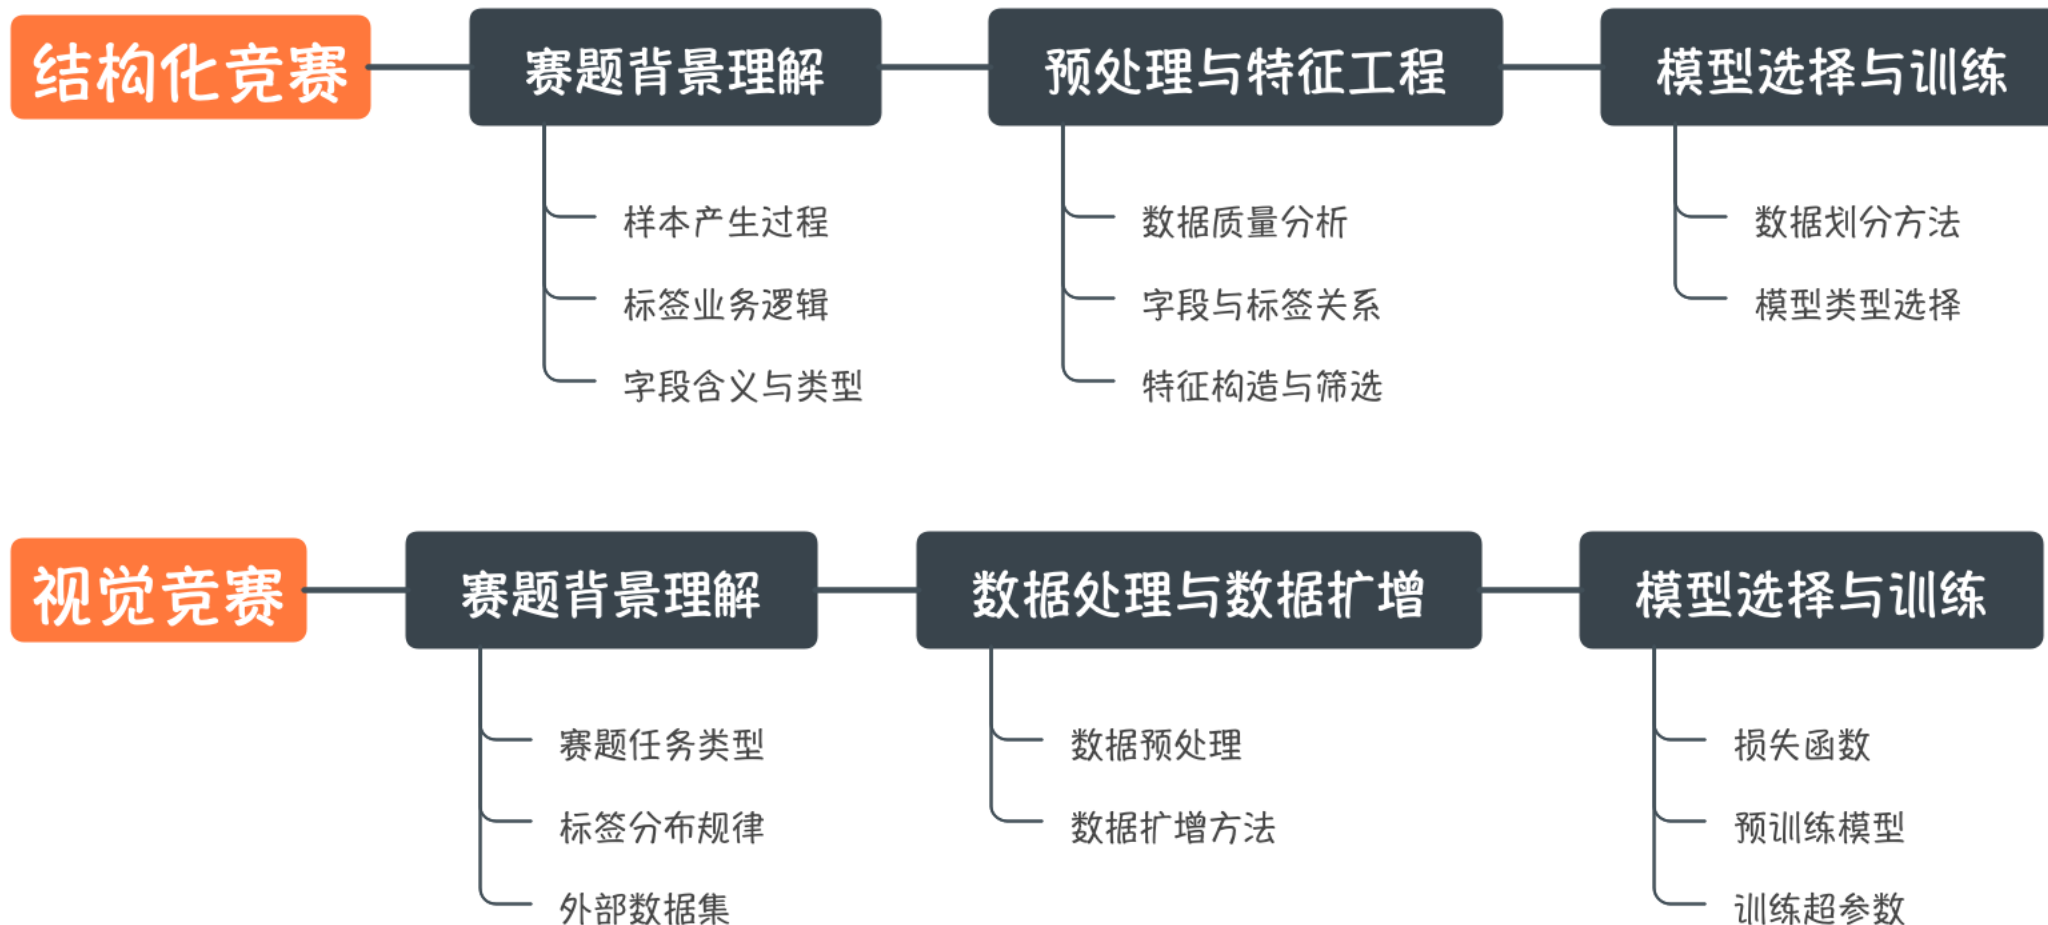 结构化竞赛
赛题背景理解
样本产生过程
标签业务逻辑
字段含义与类型
预处理与特征工程
数据质量分析
字段与标签关系
特征构造与筛选
模型选择与训练
数据划分方法
模型类型选择
视觉竞赛
赛题背景理解
赛题任务类型
标签分布规律
外部数据集
数据处理与数据扩增
数据预处理
数据扩增方法
模型选择与训练
损失函数
预训练模型
训练超参数